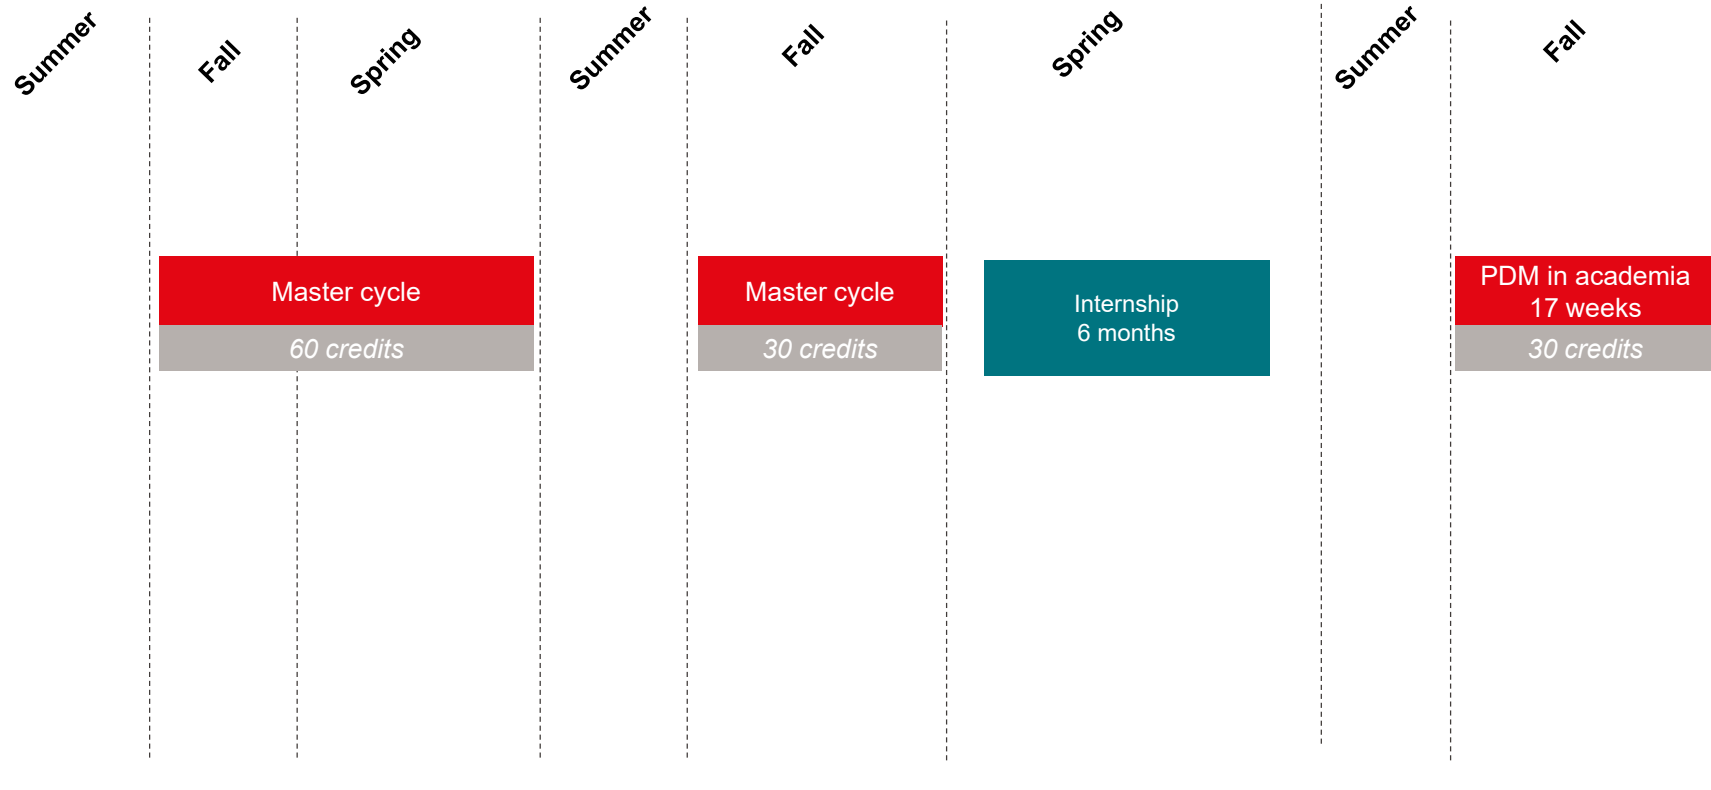 Summer
Fall
Spring
Summer
Fall
Spring
Summer
Fall
Master cycle
60 credits
Master cycle
30 credits
Internship
6 months
PDM in academia
17 weeks
30 credits